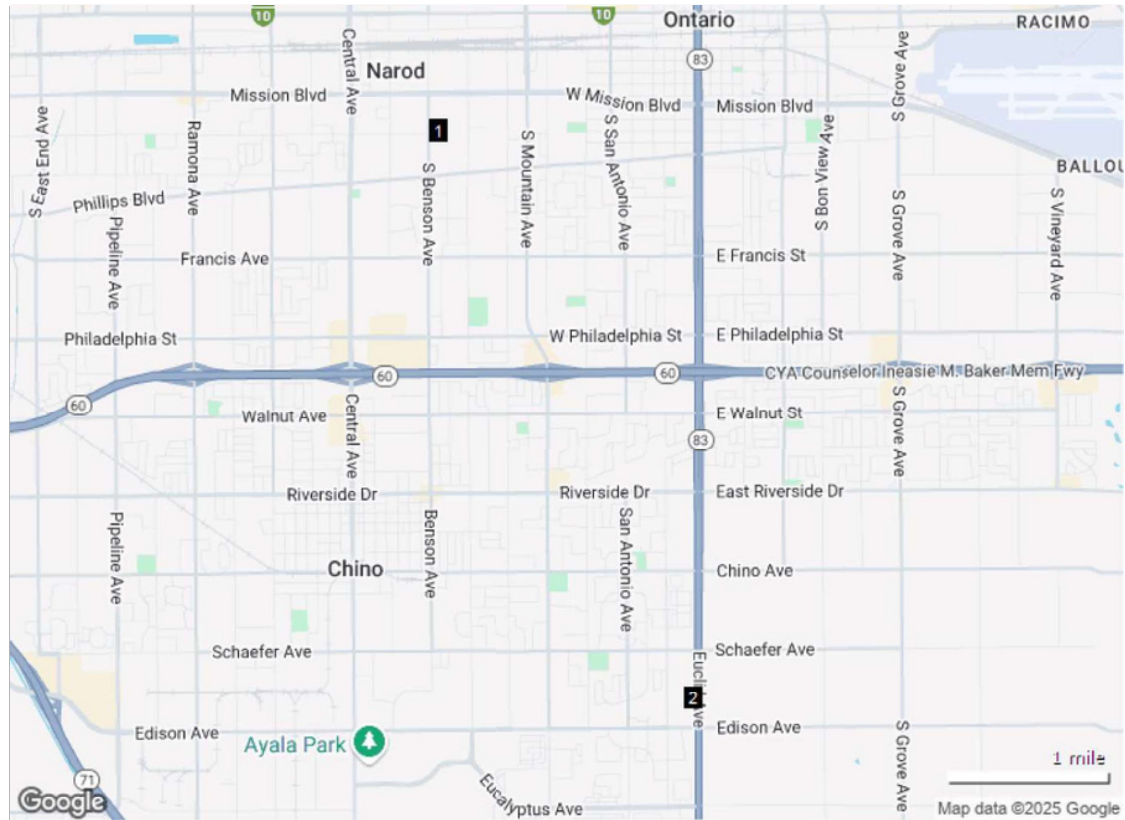 10
10
Ontario
RACIMO
83
Central Ave
Narod
Mission Blvd
W Mission Blvd
Mission Blvd
S Grove Ave
1
S East End Ave
Ramona Ave
S Benson Ave
S Mountain Ave
S San Antonio Ave
S Bon View Ave
BALLOU
Phillips Blvd
Pipeline Ave
S Grove Ave
S Vineyard Ave
Francis Ave
E Francis St
Philadelphia St
W Philadelphia St
E Philadelphia St
60
60
60
CYA Counselor Ineasie M. Baker Mem Fwy
Walnut Ave
Central Ave
E Walnut St
S Grove Ave
83
Riverside Dr
Riverside Dr
East Riverside Dr
Pipeline Ave
Benson Ave
San Antonio Ave
Chino
Chino Ave
Schaefer Ave
Schaefer Ave
Euclid Ave
2
Edison Ave
Ayala Park
Edison Ave
S Grove Ave
71
Eucalyptus Ave
1 mile
Google
Map data ©2025 Google